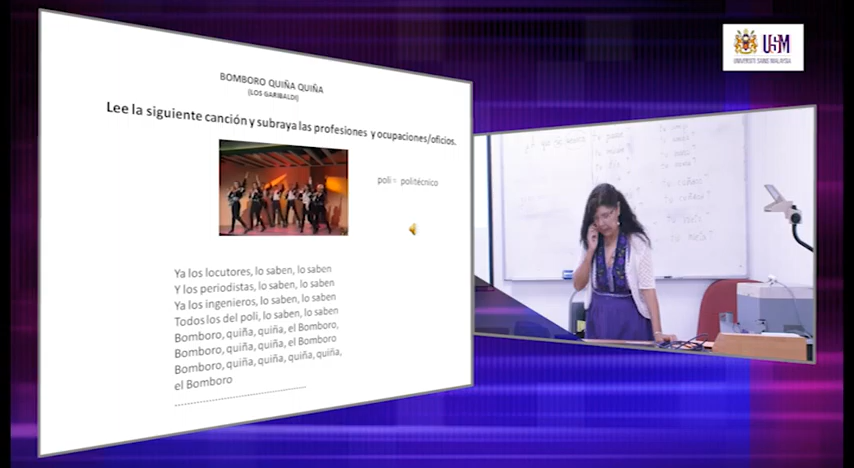 BOMBORO QUIÑA QUIÑA
(LOS GARIBALDI)
Lee la siguiente canción y subraya las profesiones y ocupaciones/oficios.
poli = politécnico
Ya los locutores, lo saben, lo saben
Y los periodistas, lo saben, lo saben
Ya los ingenieros, lo saben, lo saben
Todos los del poli, lo saben, lo saben
Bomboro, quiña, quiña, el Bomboro,
Bomboro, quiña, quiña, el Bomboro
Bomboro, quiña, quiña, quiña, quiña,
el Bomboro
USM
UNIVERSITI SAINS MALAYSIA